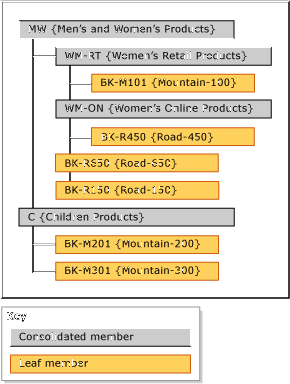 MW {Men's and Women's Products}
WM-RT {Women's Retail Products}
BK-M101 {Mountain-100}
WM-ON {Women's Online Products}
BK-R450 {Road-450}
BK-R650 {Road-650}
BK-R150 {Road-150}
C {Children Products}
BK-M201 {Mountain-200}
BK-M301 {Mountain-300}
Key
Consolidated member
Leaf member